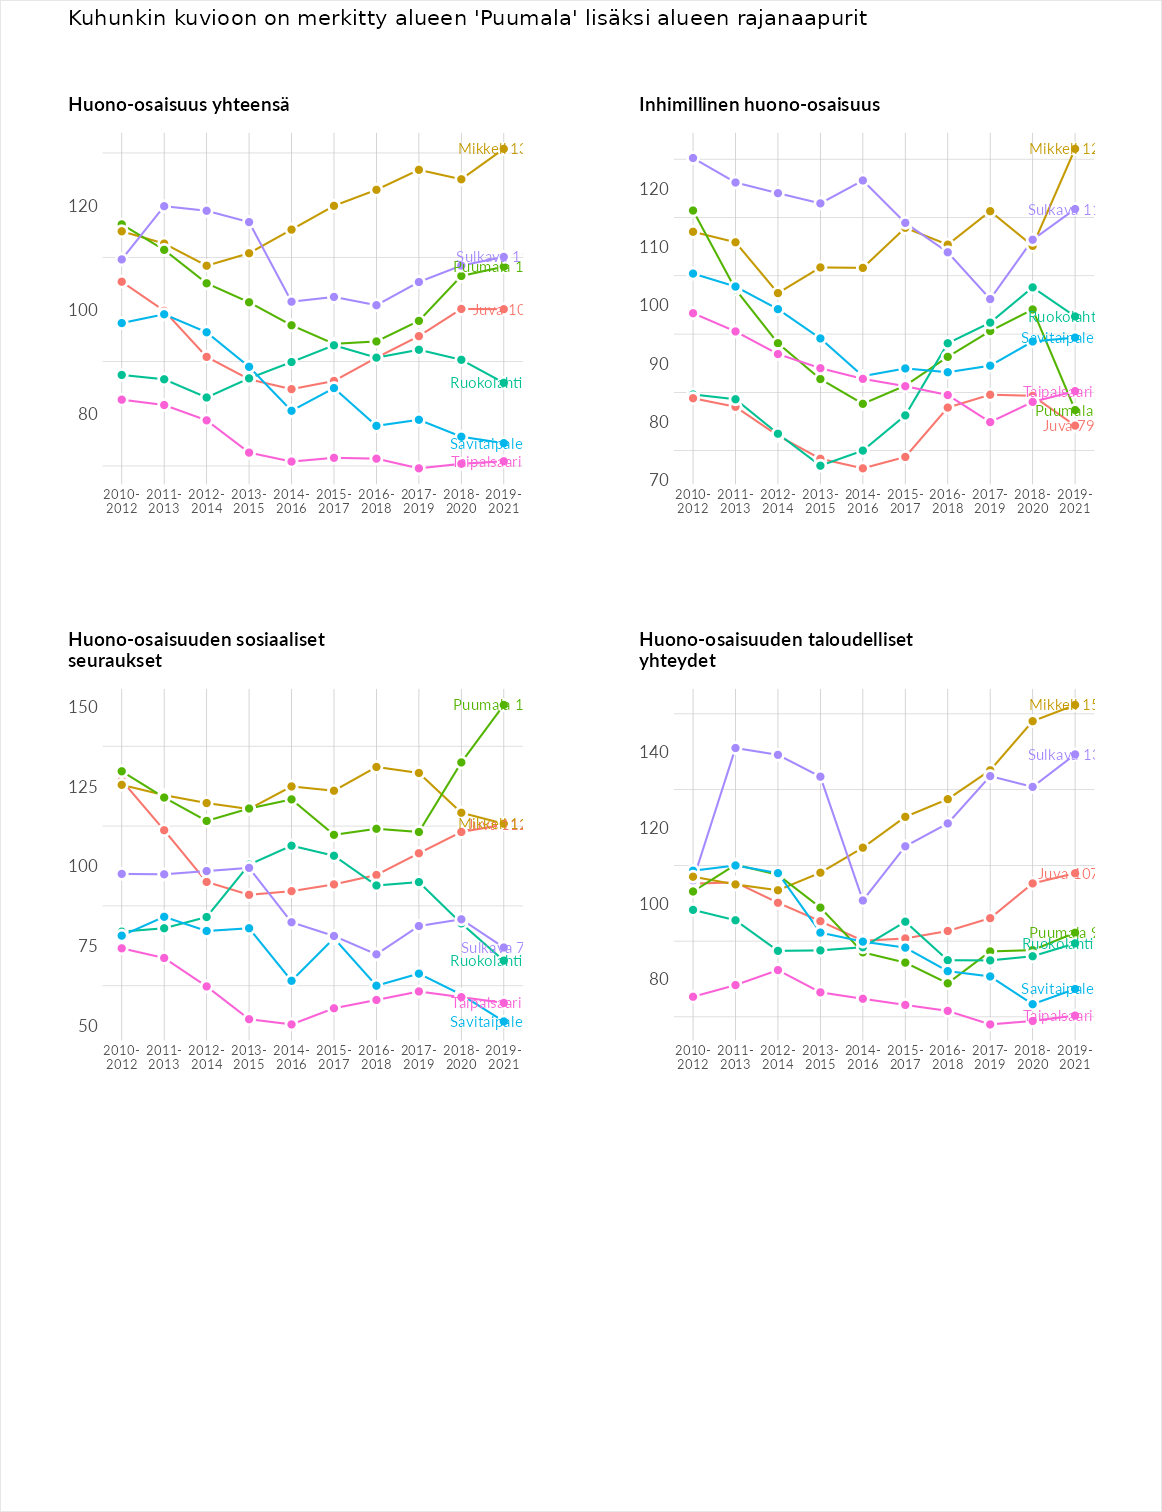 Kuhunkin kuvioon on merkitty alueen 'Puumala' lisäksi alueen rajanaapurit
Huono-osaisuus yhteensä
120
100
80
Mikkeli 13
Sulkava 1
Puumala 1
Juva 10
Ruokolahti
Savitaipale
Taipalsaari
2010-2012 2011-2013 2012-2014 2013-2015 2014-2016 2015-2017 2016-2018 2017-2019 2018-2020 2019-2021
Inhimillinen huono-osaisuus
120
110
100
90
80
70
Mikkeli 12
Sulkava 11
Ruokolahti
Savitaipale
Taipalsaari
Puumala
Juva 79
2010-2012 2011-2013 2012-2014 2013-2015 2014-2016 2015-2017 2016-2018 2017-2019 2018-2020 2019-2021
Huono-osaisuuden sosiaaliset
seuraukset
150
125
100
75
50
Puumala 1
Mikkeli 12
Sulkava 7
Ruokolahti
Taipalsaari
Savitaipale
2010-2012 2011-2013 2012-2014 2013-2015 2014-2016 2015-2017 2016-2018 2017-2019 2018-2020 2019-2021
Huono-osaisuuden taloudelliset
yhteydet
140
120
100
80
Mikkeli 15
Sulkava 13
Juva 107
Puumala 9
Ruokolahti
Savitaipale
Taipalsaari
2010-2012 2011-2013 2012-2014 2013-2015 2014-2016 2015-2017 2016-2018 2017-2019 2018-2020 2019-2021